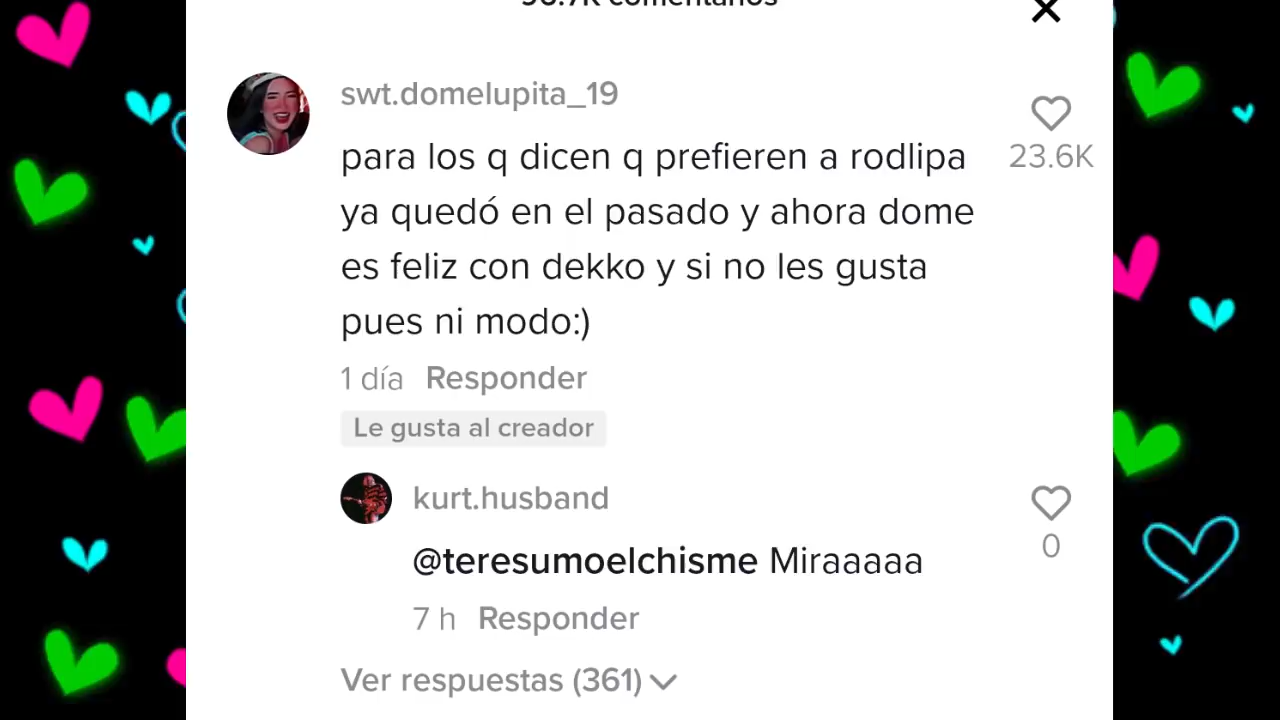 comentarios
swt.domelupita_19
para los q dicen q prefieren a rodlipa
23.6K
ya quedó en el pasado y ahora dome
es feliz con dekko y si no les gusta
pues ni modo:)
1 día Responder
Le gusta al creador
kurt.husband
@teresumoelchisme Miraaaaa
0
7 h Responder
Ver respuestas (361)